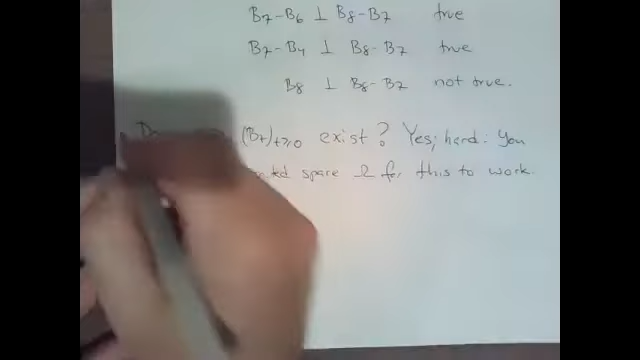 B₇-B₆ ⊥ B₈-B₇ true
B₇-B₄ ⊥ B₈-B₇ true
B₈ ⊥ B₈-B₇ not true.
(Bₜ)ₜ≥₀ exist? Yes; hard. You
space Ω for this to work.